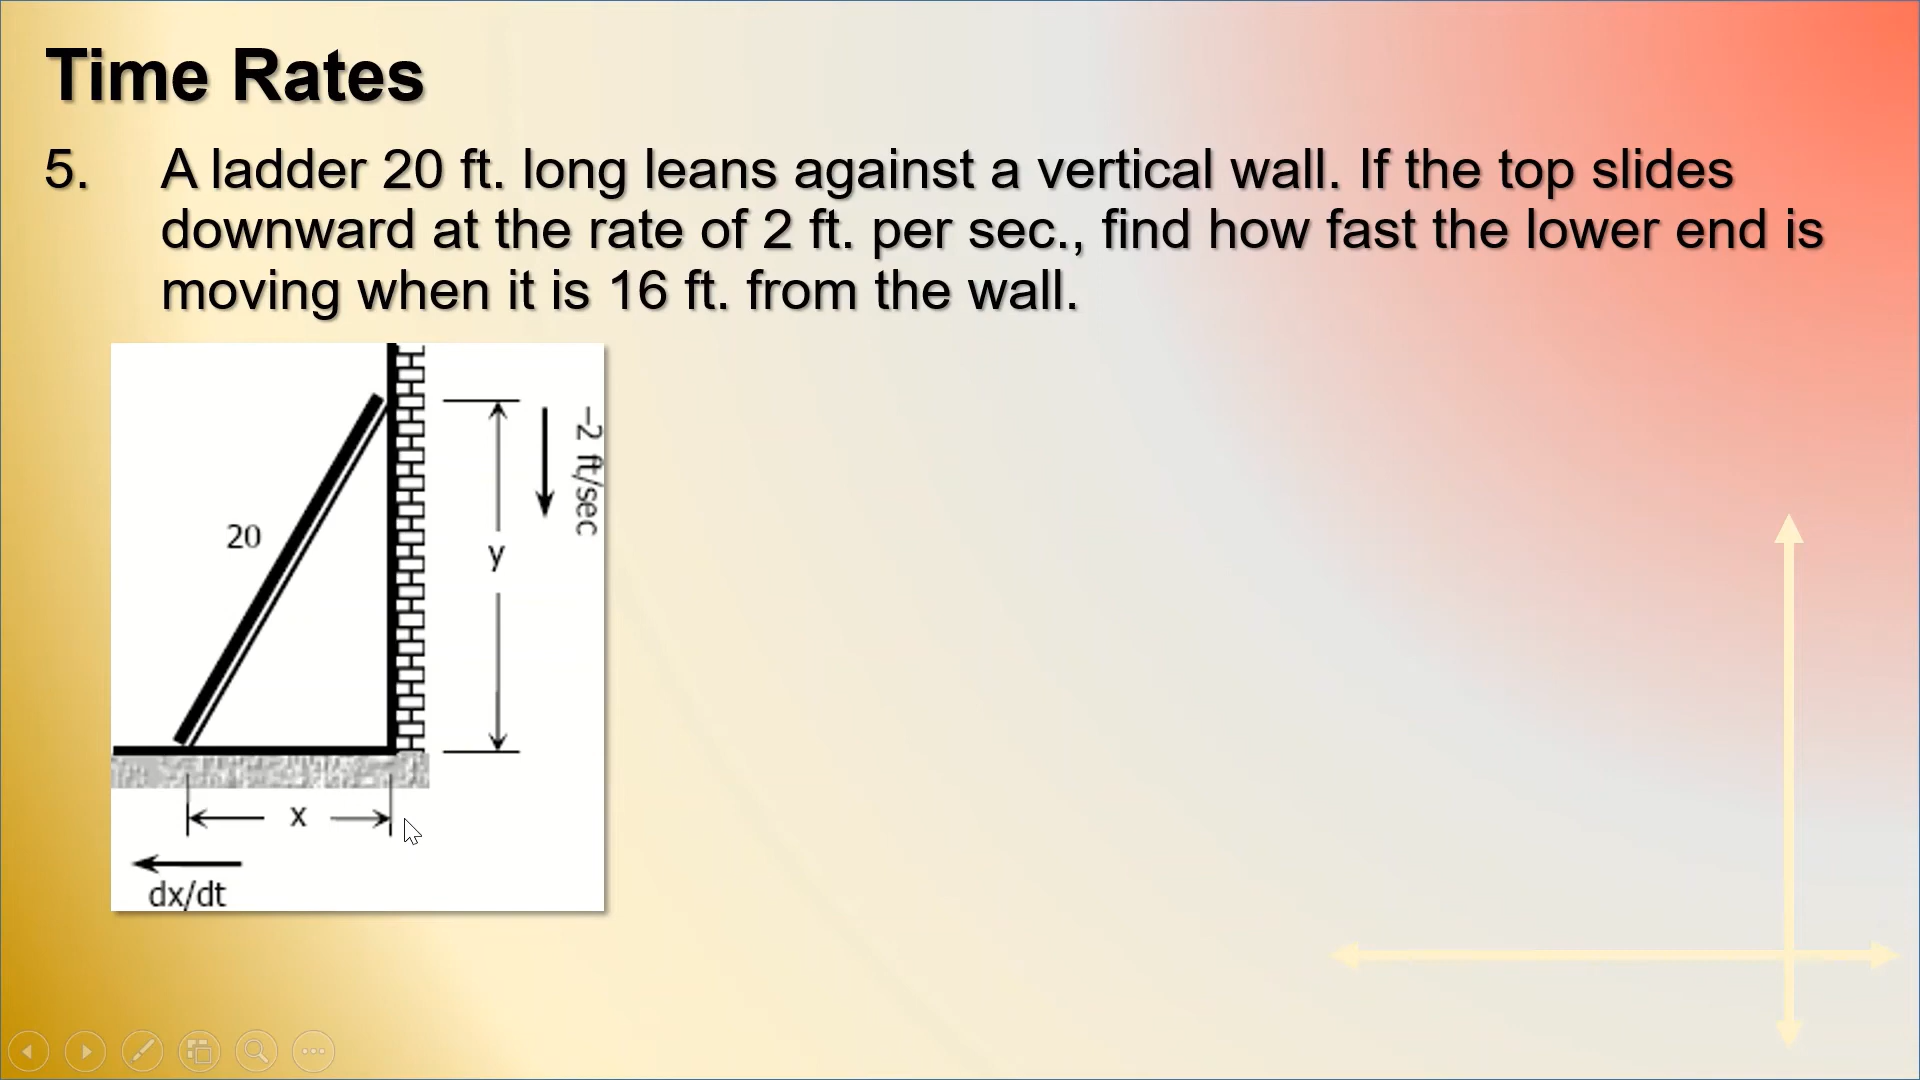 Time Rates
5. A ladder 20 ft. long leans against a vertical wall. If the top slides
downward at the rate of 2 ft. per sec., find how fast the lower end is
moving when it is 16 ft. from the wall.
20
y
–2 ft/sec
x
dx/dt